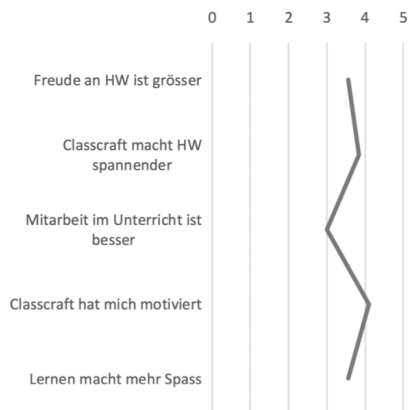 0 1 2 3 4 5
Freude an HW ist grösser
Classcraft macht HW
spannender
Mitarbeit im Unterricht ist
besser
Classcraft hat mich motiviert
Lernen macht mehr Spass